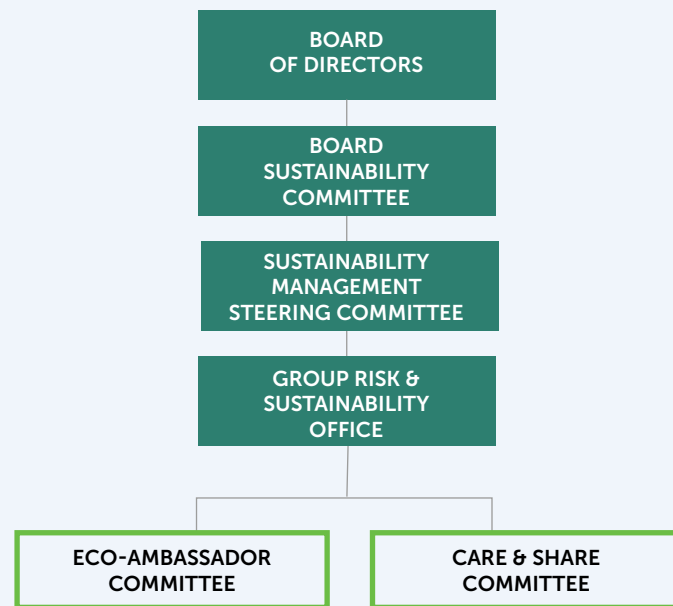 BOARD
OF DIRECTORS
BOARD
SUSTAINABILITY
COMMITTEE
SUSTAINABILITY
MANAGEMENT
STEERING COMMITTEE
GROUP RISK &
SUSTAINABILITY
OFFICE
ECO-AMBASSADOR
COMMITTEE
CARE & SHARE
COMMITTEE